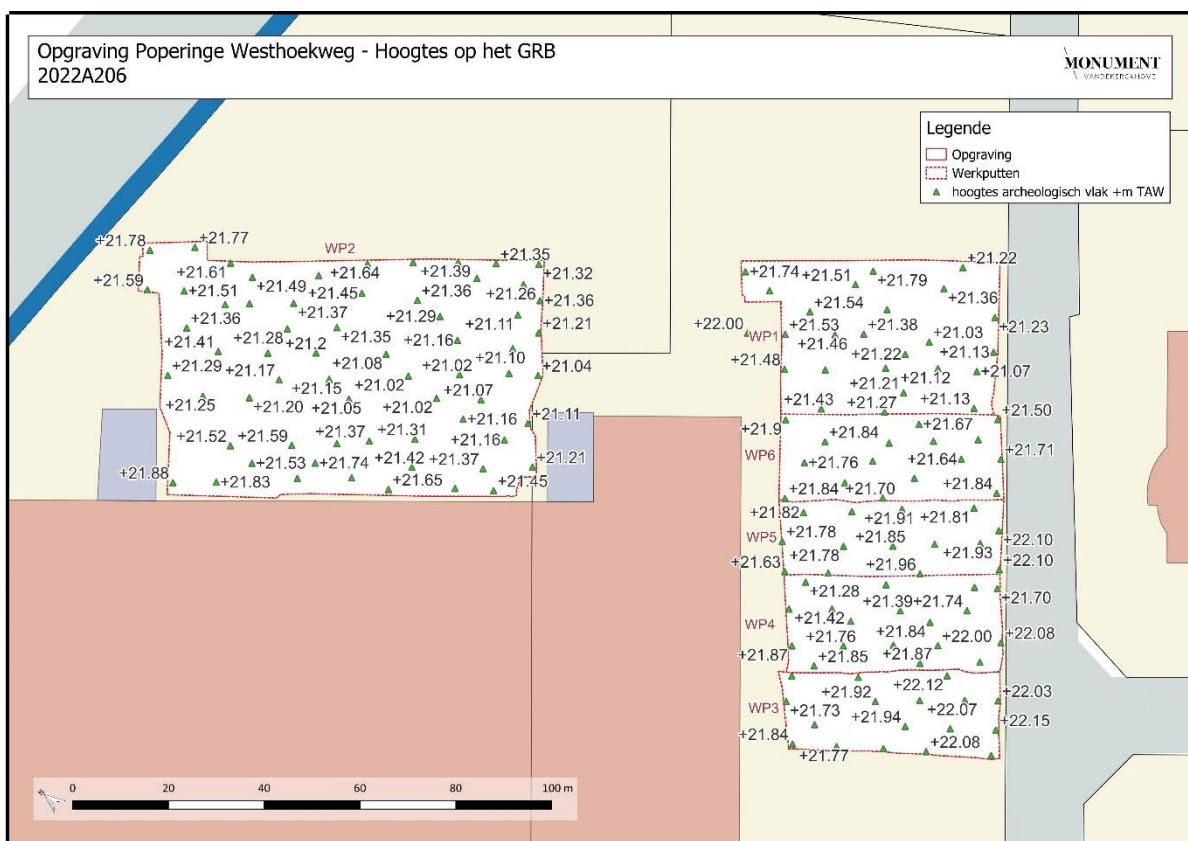 Opgraving Poperinge Westhoekweg - Hoogtes op het GRB
2022A206
MONUMENT
VANDEKERCKHOVE
Legende
Opgraving
Werkputten
hoogtes archeologisch vlak +m TAW
WP2
+21.78 +21.77
+21.59 +21.61 +21.64 +21.39 +21.35 +21.32
+21.51 +21.49 +21.45 +21.36 +21.26 +21.36
+21.36 +21.37 +21.29 +21.11 +21.21
+21.41 +21.28 +21.2 +21.35 +21.16 +21.10
+21.29 +21.17 +21.08 +21.02 +21.04
+21.25 +21.20 +21.15 +21.05 +21.02 +21.02 +21.07
+21.16 +21.11
+21.52 +21.59 +21.37 +21.31 +21.16
+21.88 +21.83 +21.53 +21.74 +21.42 +21.37 +21.21
+21.65 +21.45
WP1
+21.74 +21.51 +21.79 +21.22
+21.54 +21.36
+22.00 +21.53 +21.46 +21.38 +21.03 +21.23
+21.48 +21.22 +21.13
+21.21 +21.12 +21.07
+21.43 +21.27 +21.13
+21.9 +21.50
WP6
+21.84 +21.67
+21.76 +21.64 +21.71
+21.84 +21.70 +21.84
+21.82
WP5
+21.78 +21.91 +21.81
+21.78 +21.85 +21.93 +22.10
+21.63 +21.96 +22.10
WP4
+21.28 +21.39 +21.74 +21.70
+21.42
+21.76 +21.84 +22.00 +22.08
+21.87 +21.85 +21.87
WP3
+21.92 +22.12 +22.03
+21.73 +21.94 +22.07
+22.15
+21.84 +21.77 +22.08
N
0 20 40 60 80 100 m